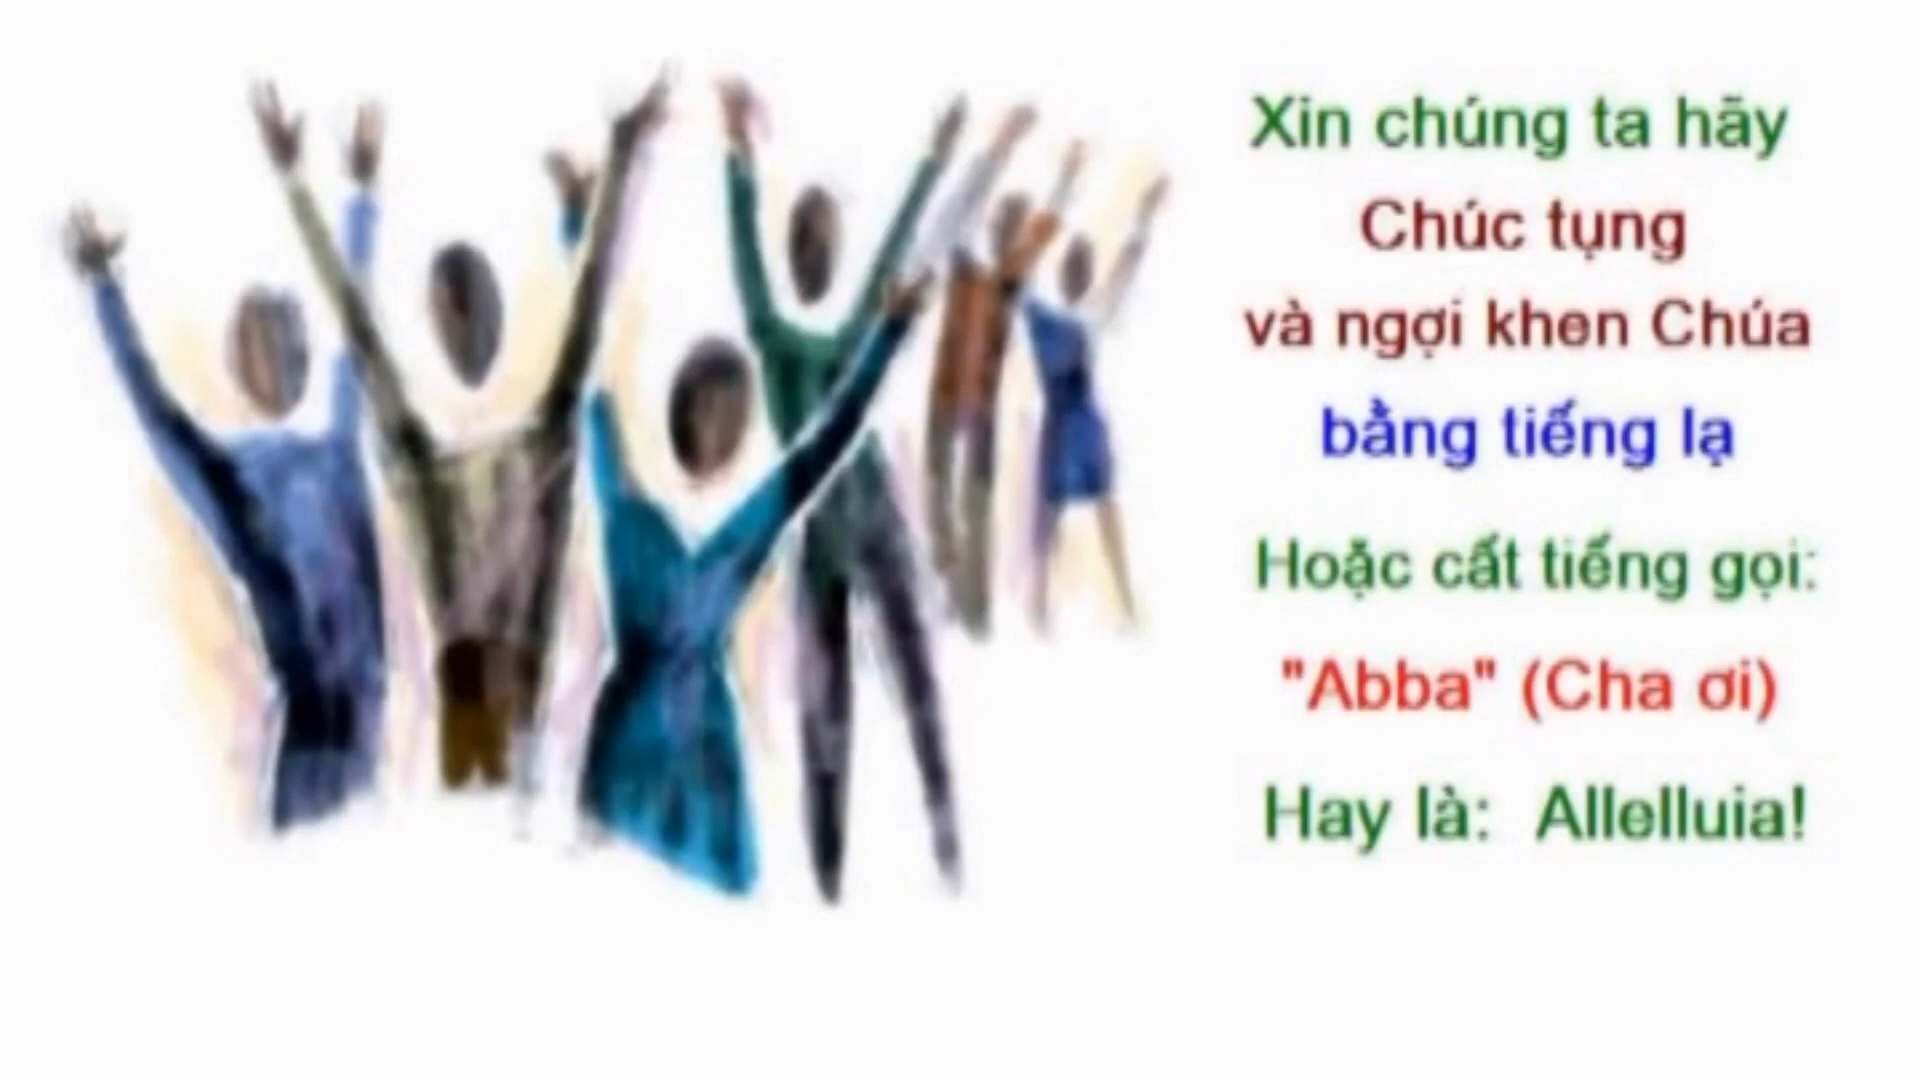 Xin chúng ta hãy
Chúc tụng
và ngợi khen Chúa
bằng tiếng lạ
Hoặc cất tiếng gọi:
"Abba" (Cha ơi)
Hay là: Allelluia!